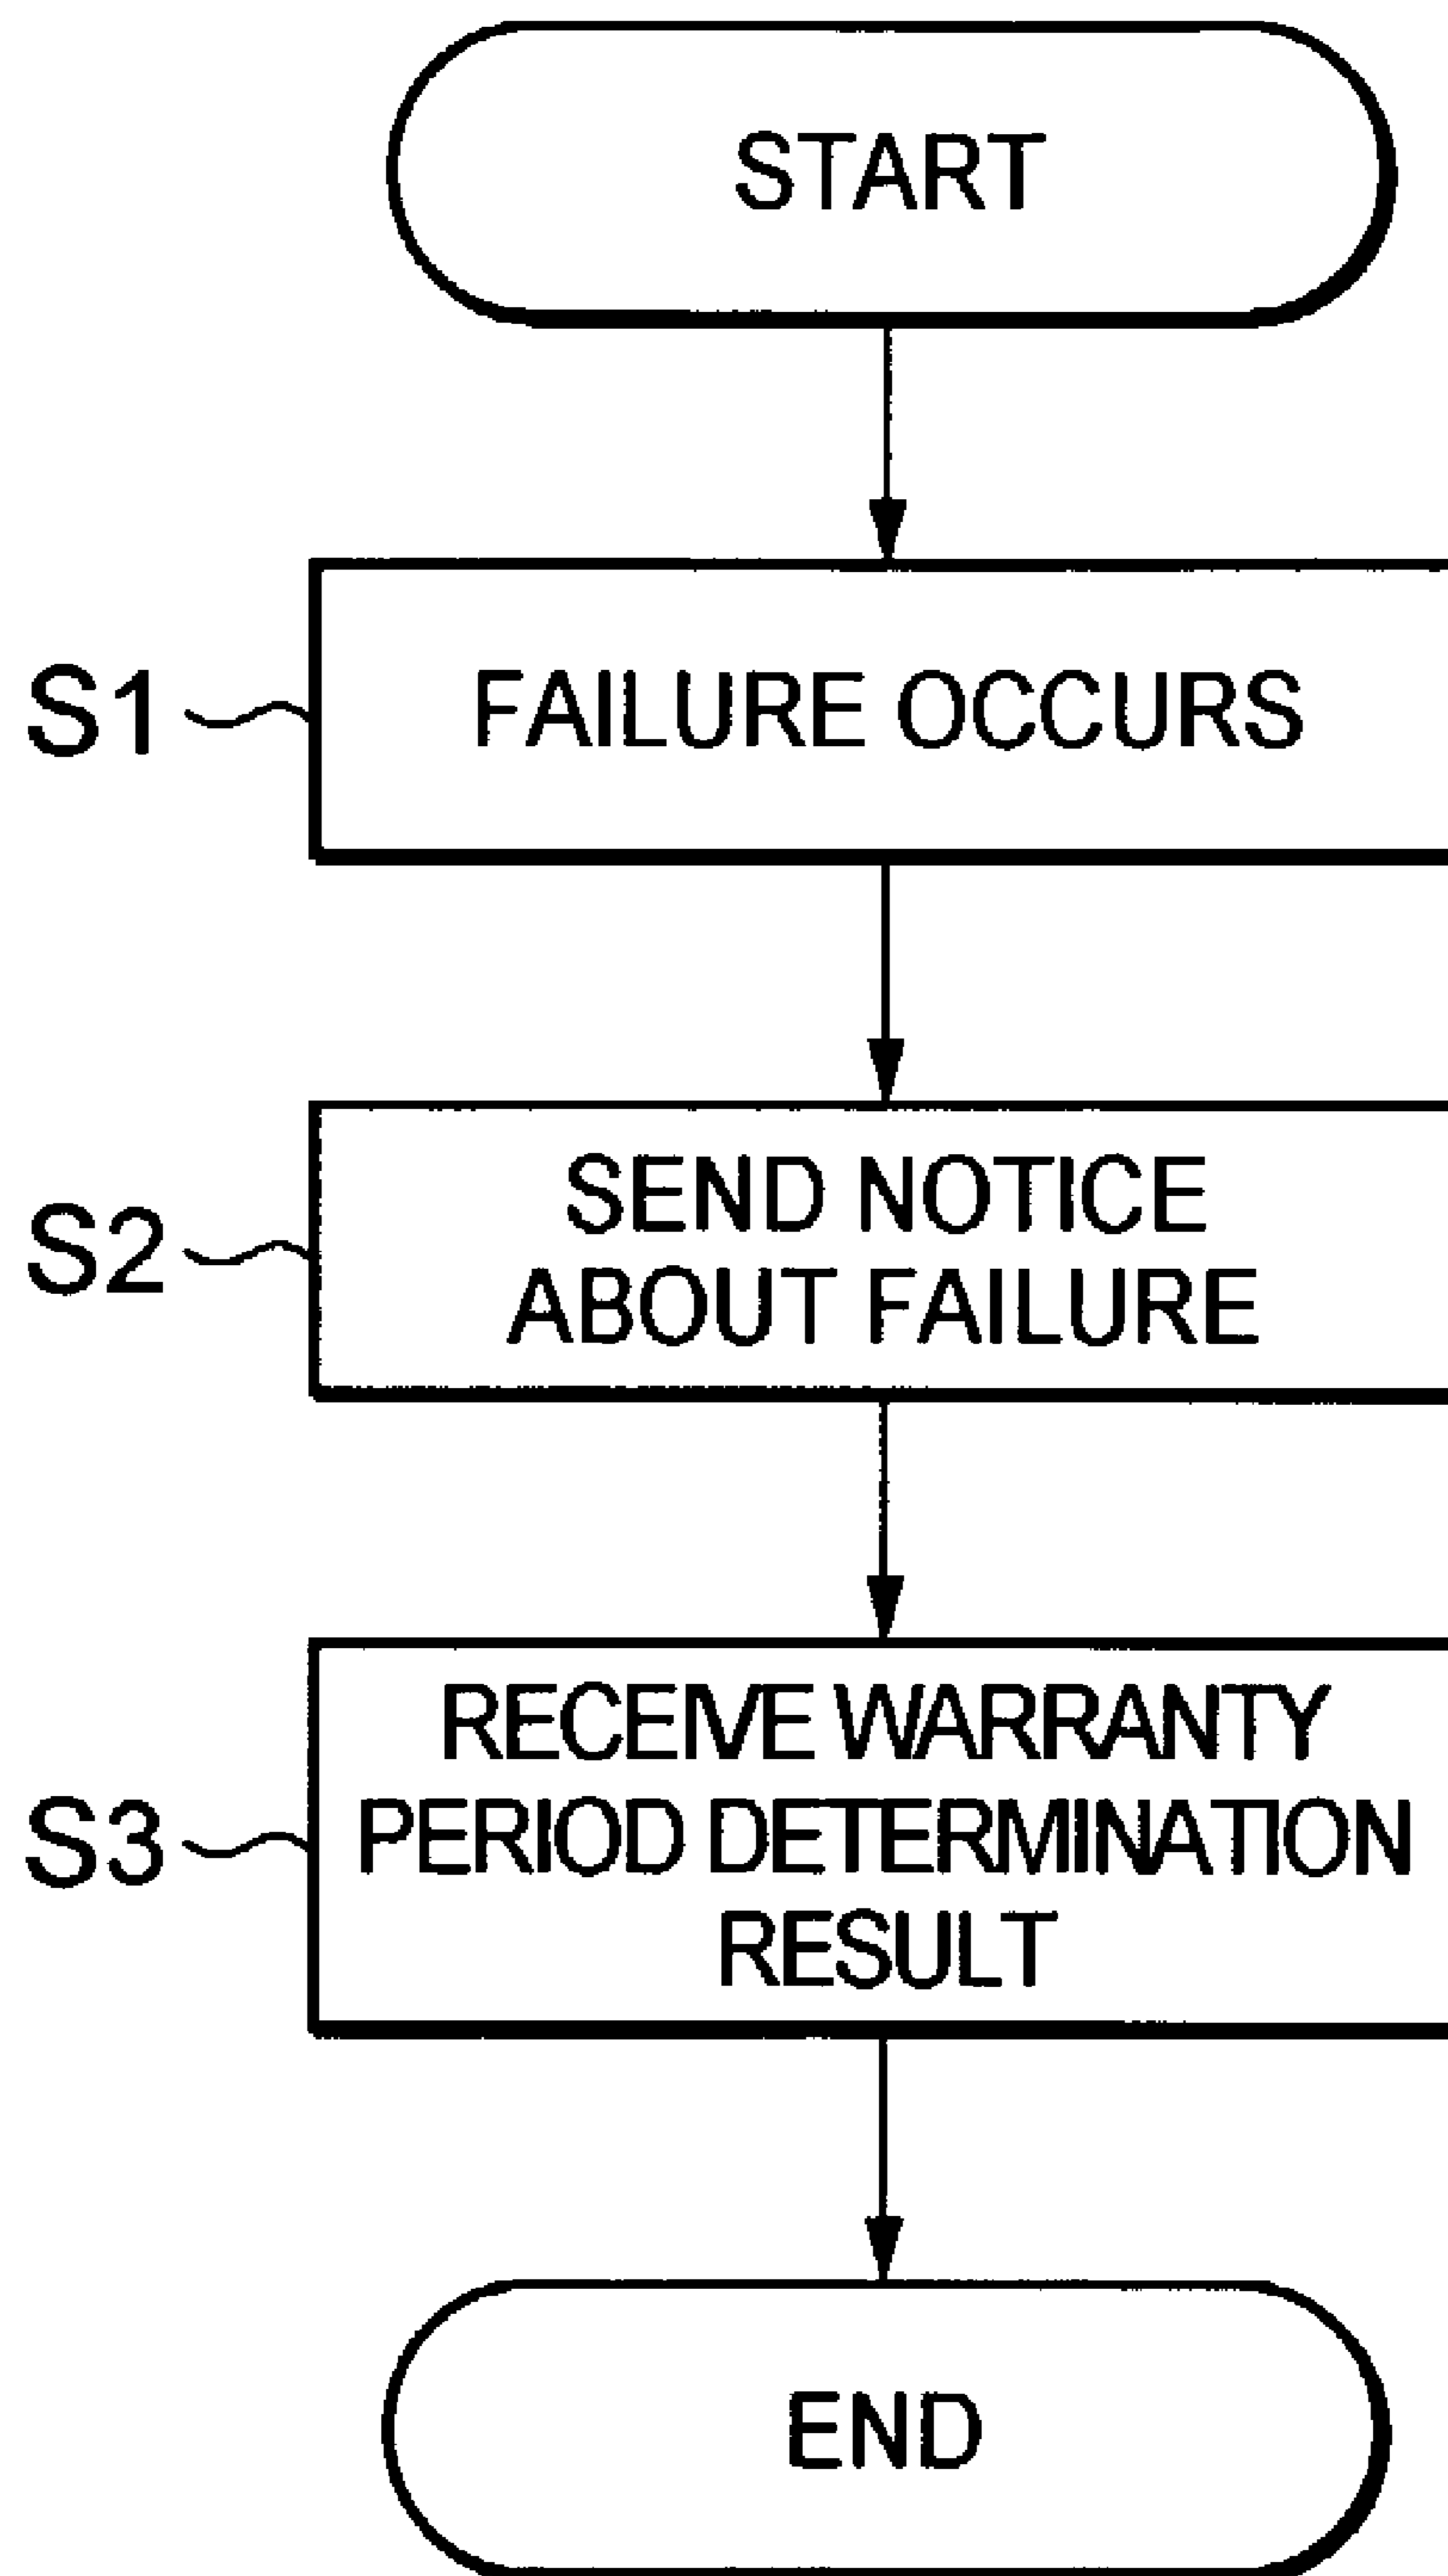 START
S1
FAILURE OCCURS
S2
SEND NOTICE
ABOUT FAILURE
S3
RECEIVE WARRANTY
PERIOD DETERMINATION
RESULT
END